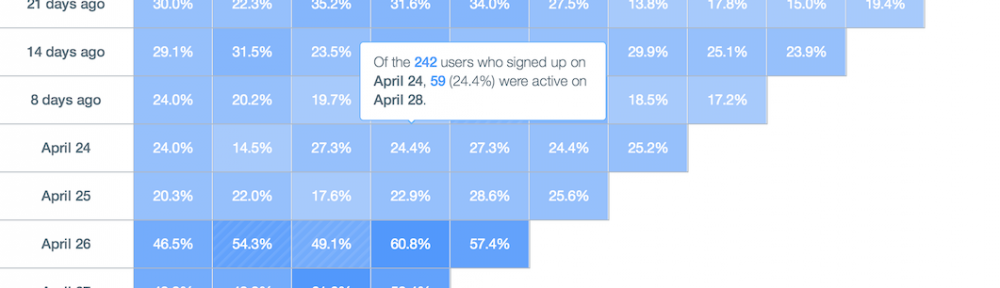 21 days ago 30.0% 22.3% 35.2% 31.6% 34.0% 27.5% 13.8% 17.8% 15.0% 19.4%
14 days ago 29.1% 31.5% 23.5% 29.9% 25.1% 23.9%
Of the 242 users who signed up on
April 24, 59 (24.4%) were active on
April 28.
8 days ago 24.0% 20.2% 19.7% 18.5% 17.2%
April 24 24.0% 14.5% 27.3% 24.4% 27.3% 24.4% 25.2%
April 25 20.3% 22.0% 17.6% 22.9% 28.6% 25.6%
April 26 46.5% 54.3% 49.1% 60.8% 57.4%